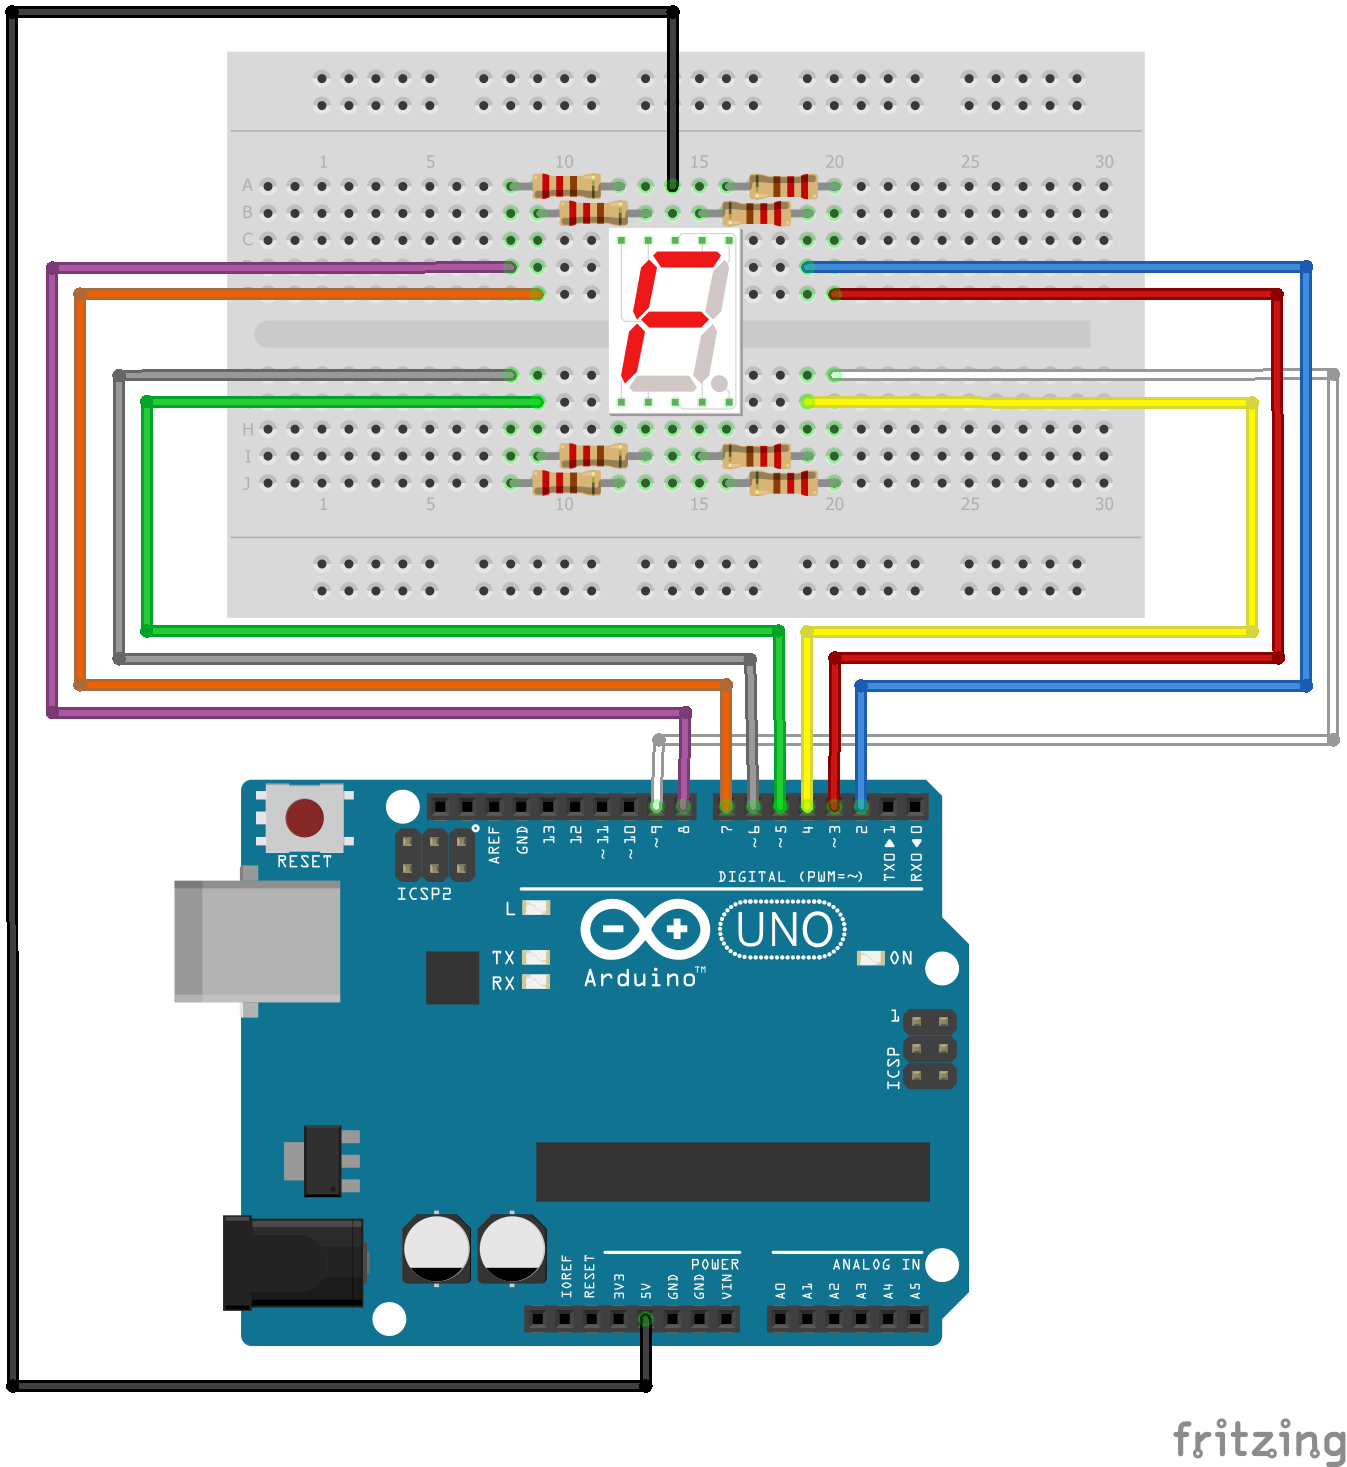 1 5 10 15 20 25 30
A
B
C
H
I
J
1 5 10 15 20 25 30
RESET
ICSP2
AREF
GND
13
12
~11
~10
~9
8
7
~6
~5
4
~3
2
TX0 1
RX0 0
DIGITAL (PWM=~)
L
TX
RX
UNO
Arduino™
ON
1
ICSP
IOREF
RESET
3V3
5V
GND
GND
VIN
POWER
ANALOG IN
A0
A1
A2
A3
A4
A5
fritzing